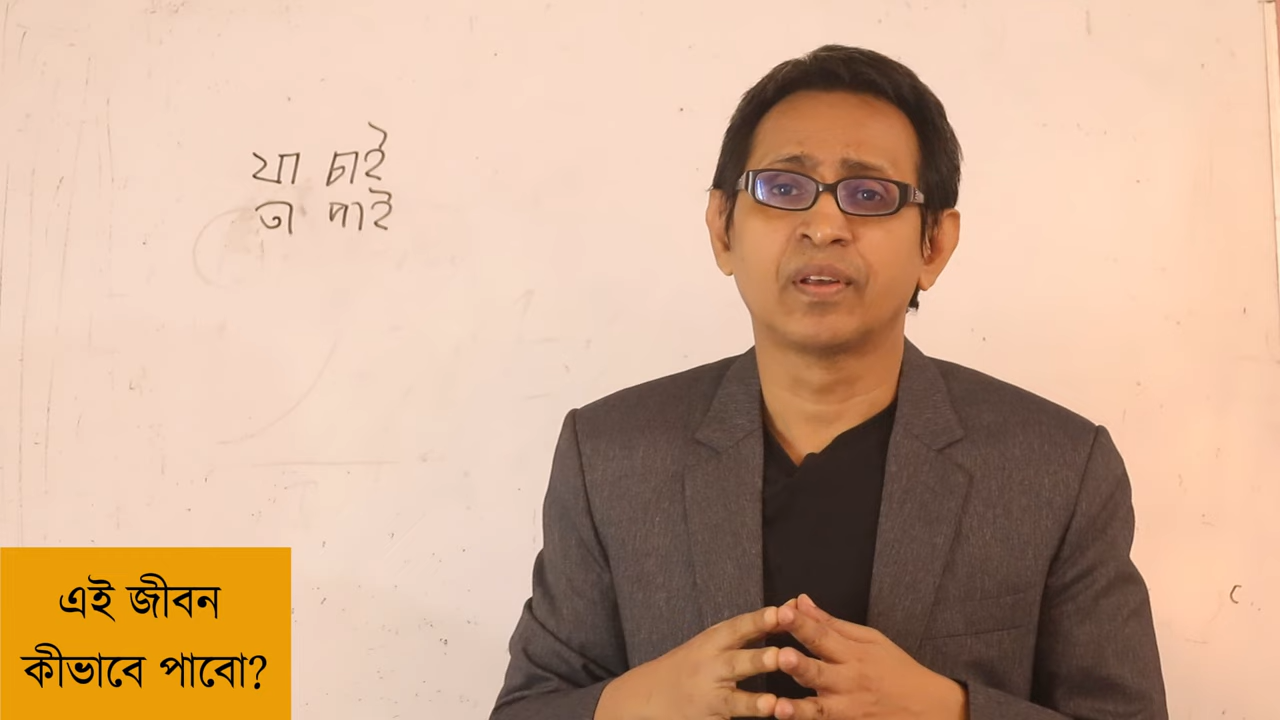 যা চাই
তা পাই
এই জীবন
কীভাবে পাবো?